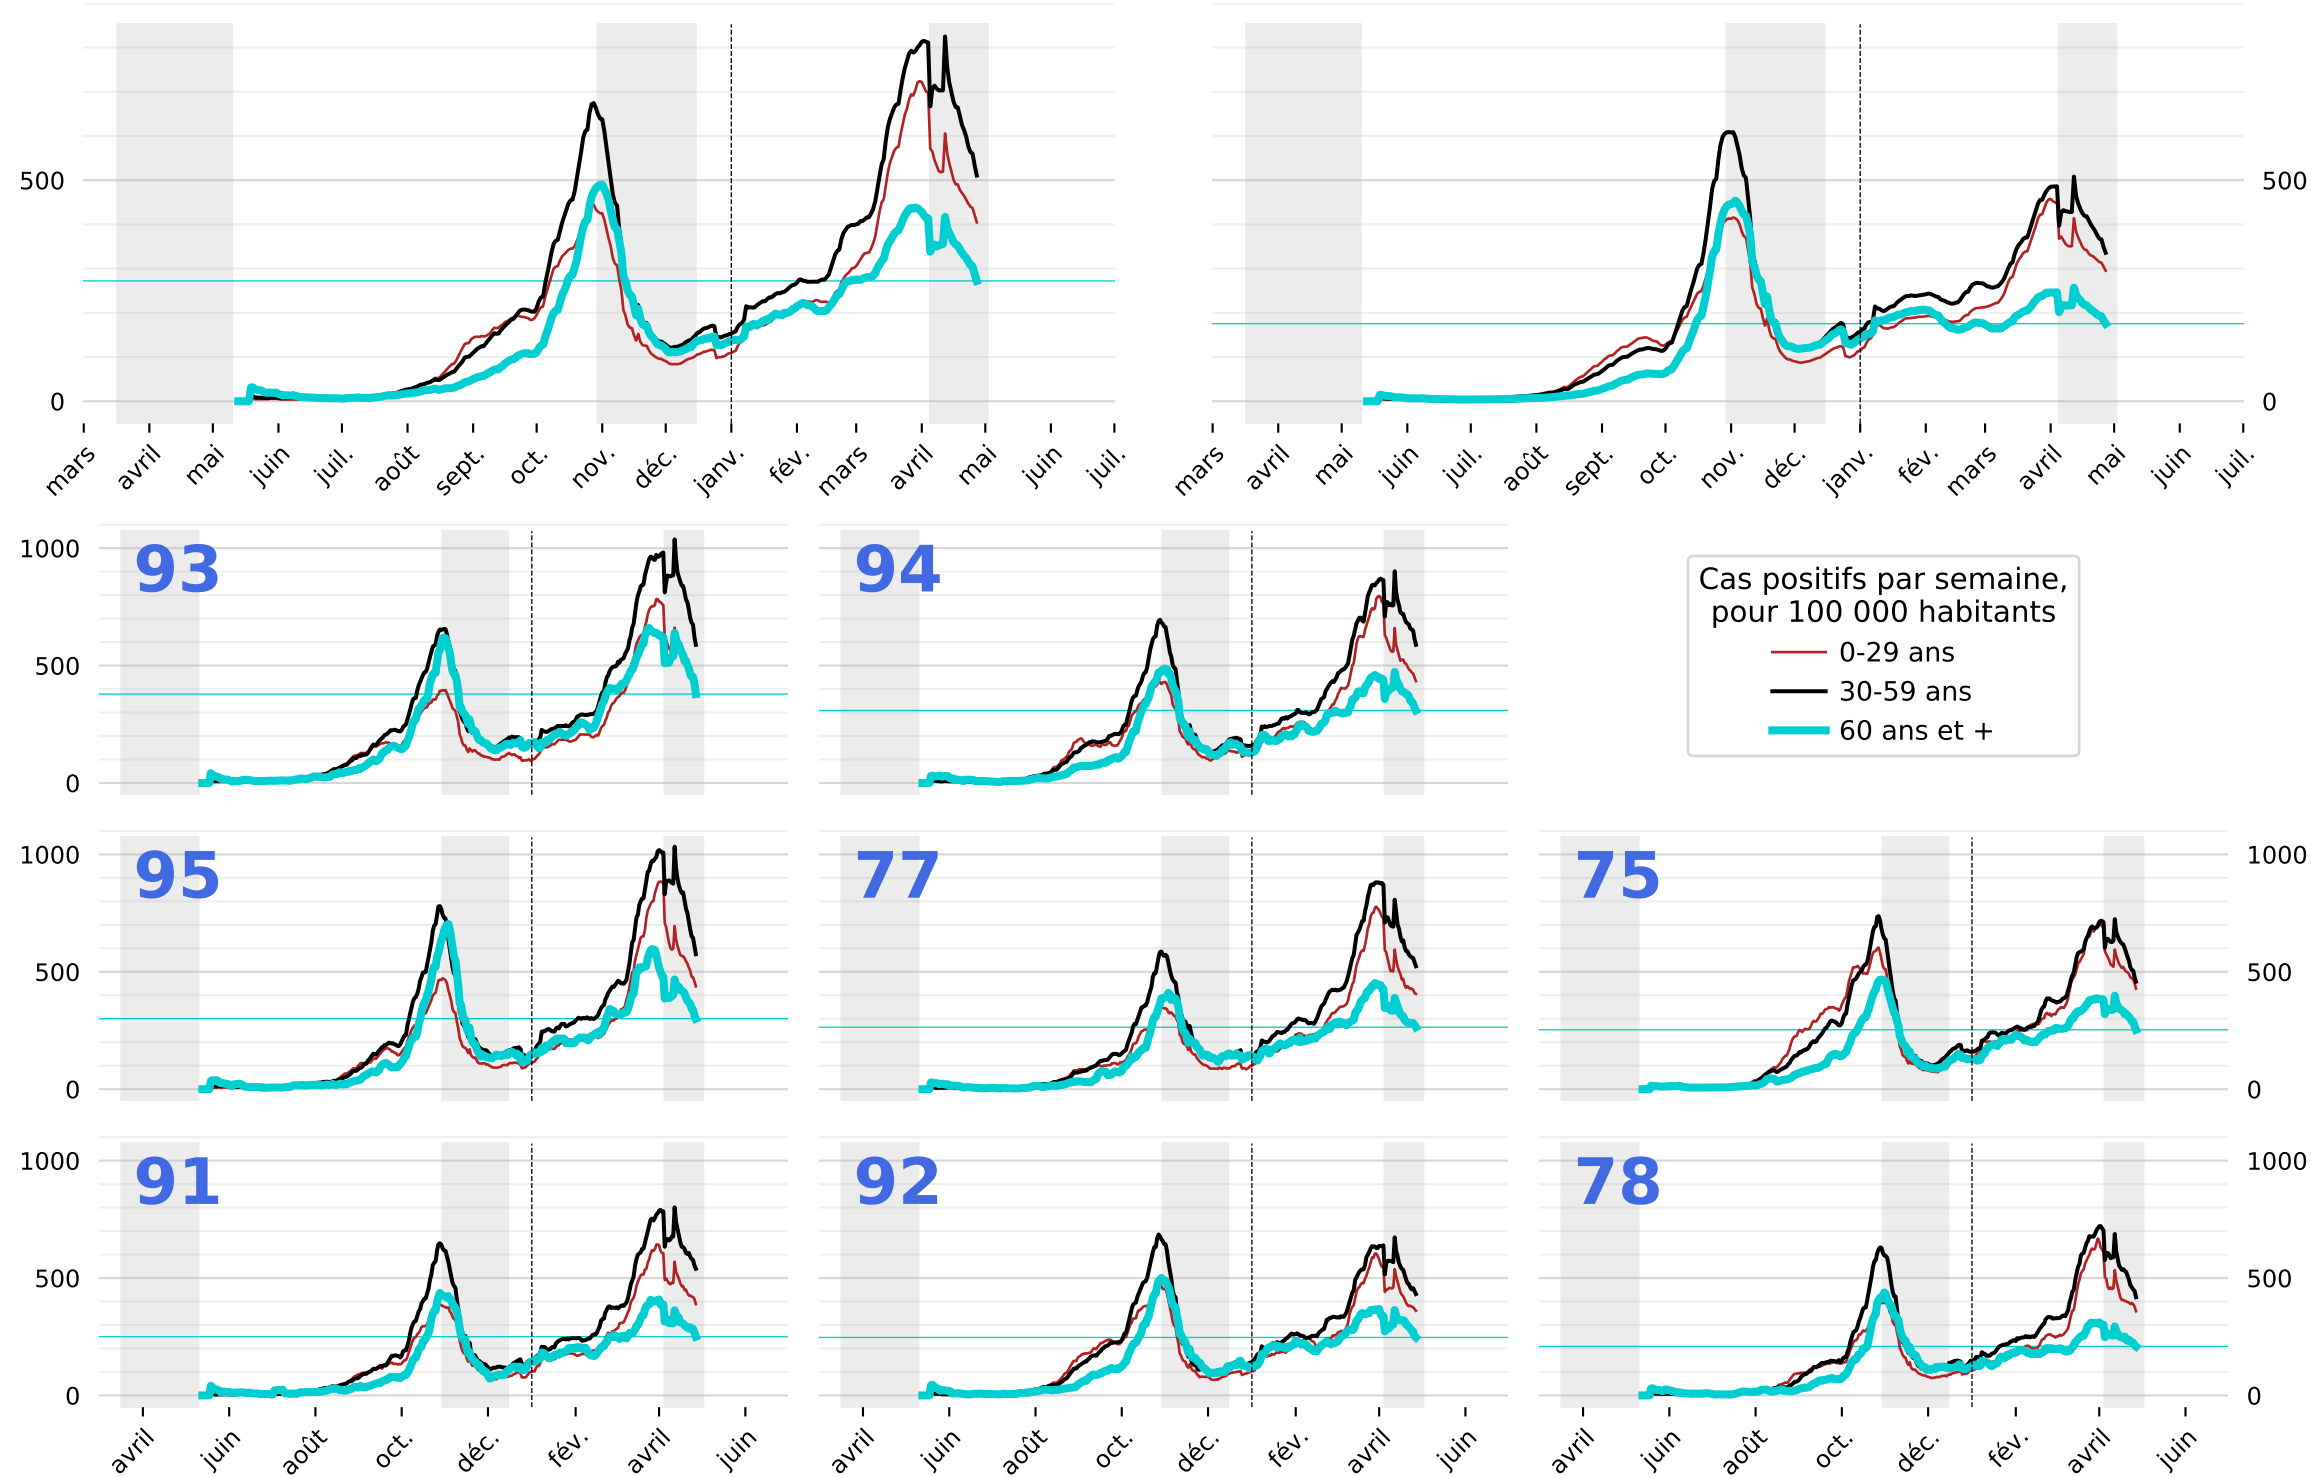 500
0
mars avril mai juin juil. août sept. oct. nov. déc. janv. fév. mars avril mai juin juil.
500
0
mars avril mai juin juil. août sept. oct. nov. déc. janv. fév. mars avril mai juin juil.
1000
500
0
93
94
Cas positifs par semaine,
pour 100 000 habitants
0-29 ans
30-59 ans
60 ans et +
1000
500
0
95
77
75
1000
500
0
1000
500
0
91
92
78
1000
500
0
avril juin août oct. déc. fév. avril juin
avril juin août oct. déc. fév. avril juin
avril juin août oct. déc. fév. avril juin